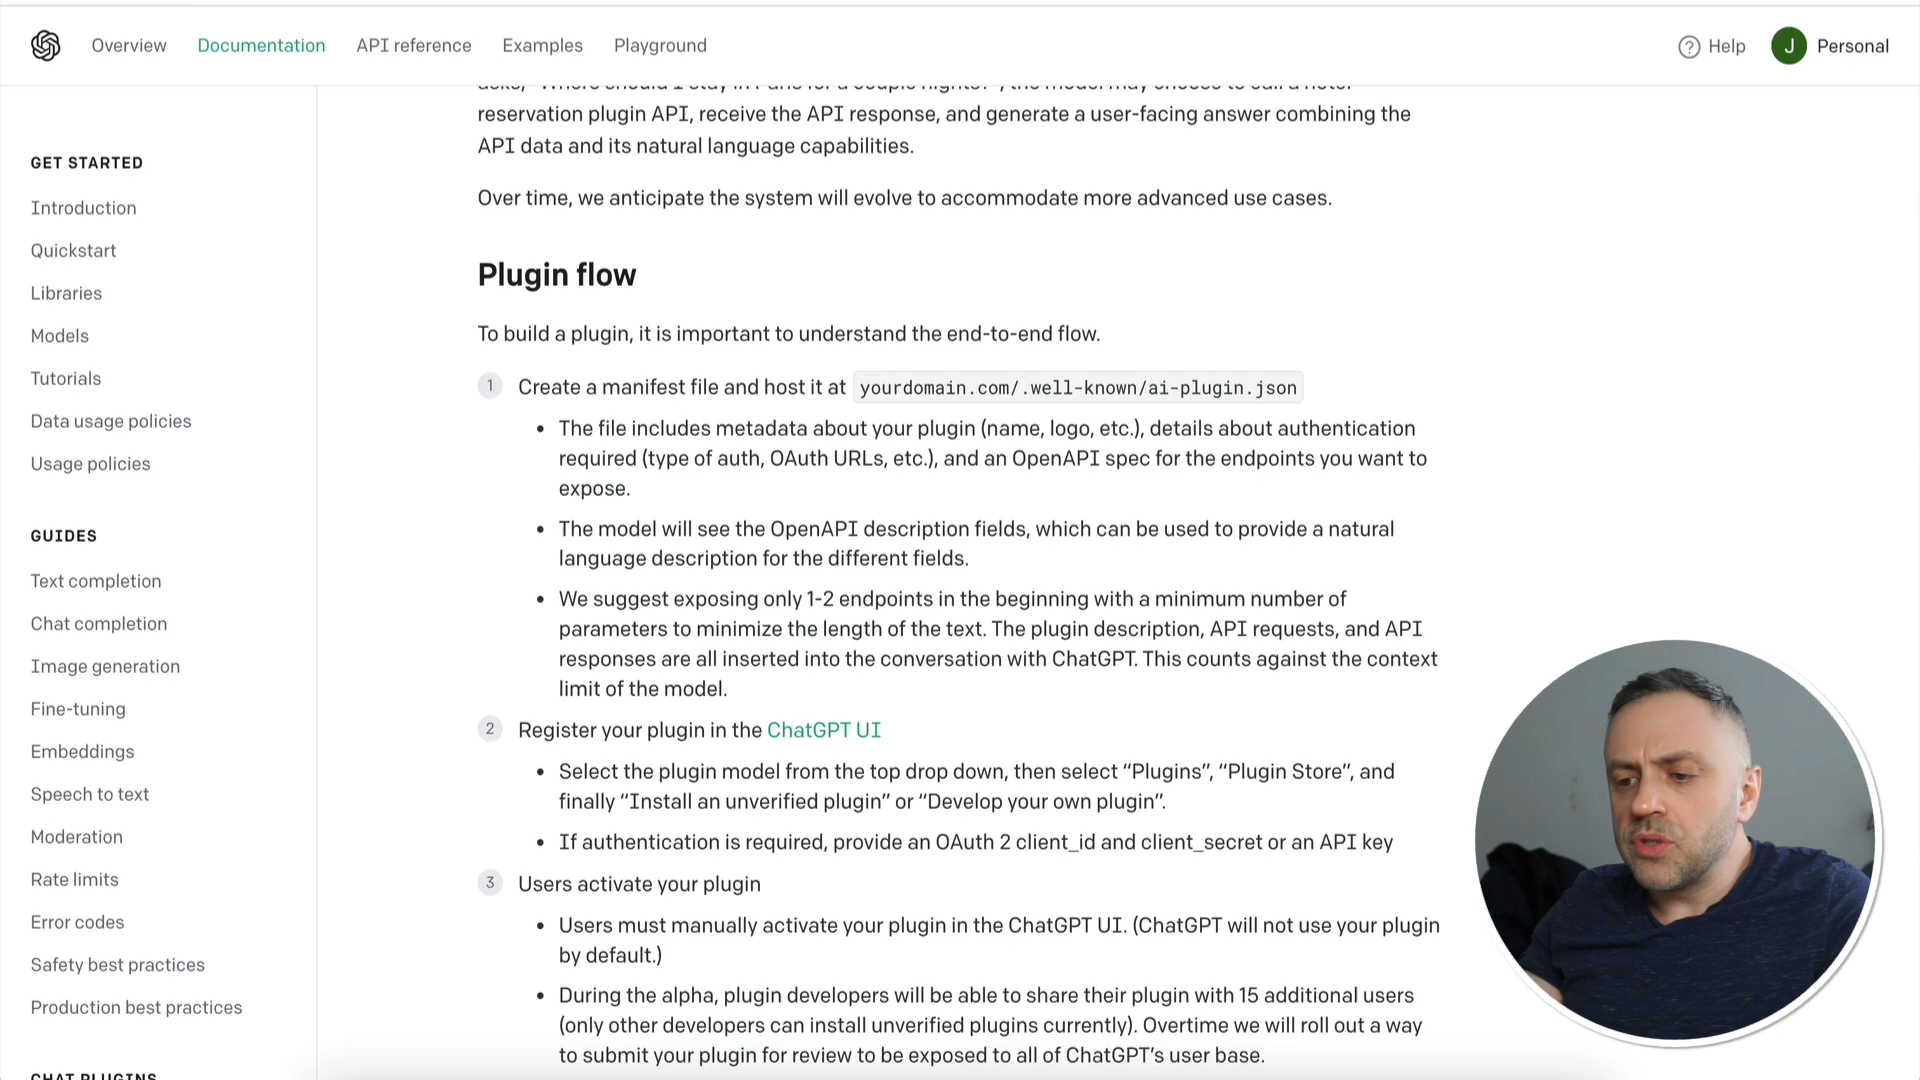 Overview Documentation API reference Examples Playground Help J Personal
reservation plugin API, receive the API response, and generate a user-facing answer combining the
API data and its natural language capabilities.
Over time, we anticipate the system will evolve to accommodate more advanced use cases.
Plugin flow
To build a plugin, it is important to understand the end-to-end flow.
1 Create a manifest file and host it at yourdomain.com/.well-known/ai-plugin.json
• The file includes metadata about your plugin (name, logo, etc.), details about authentication
required (type of auth, OAuth URLs, etc.), and an OpenAPI spec for the endpoints you want to
expose.
• The model will see the OpenAPI description fields, which can be used to provide a natural
language description for the different fields.
• We suggest exposing only 1-2 endpoints in the beginning with a minimum number of
parameters to minimize the length of the text. The plugin description, API requests, and API
responses are all inserted into the conversation with ChatGPT. This counts against the context
limit of the model.
2 Register your plugin in the ChatGPT UI
• Select the plugin model from the top drop down, then select “Plugins”, “Plugin Store”, and
finally “Install an unverified plugin” or “Develop your own plugin”.
• If authentication is required, provide an OAuth 2 client_id and client_secret or an API key
3 Users activate your plugin
• Users must manually activate your plugin in the ChatGPT UI. (ChatGPT will not use your plugin
by default.)
• During the alpha, plugin developers will be able to share their plugin with 15 additional users
(only other developers can install unverified plugins currently). Overtime we will roll out a way
to submit your plugin for review to be exposed to all of ChatGPT’s user base.
GET STARTED
Introduction
Quickstart
Libraries
Models
Tutorials
Data usage policies
Usage policies
GUIDES
Text completion
Chat completion
Image generation
Fine-tuning
Embeddings
Speech to text
Moderation
Rate limits
Error codes
Safety best practices
Production best practices
CHAT PLUGINS